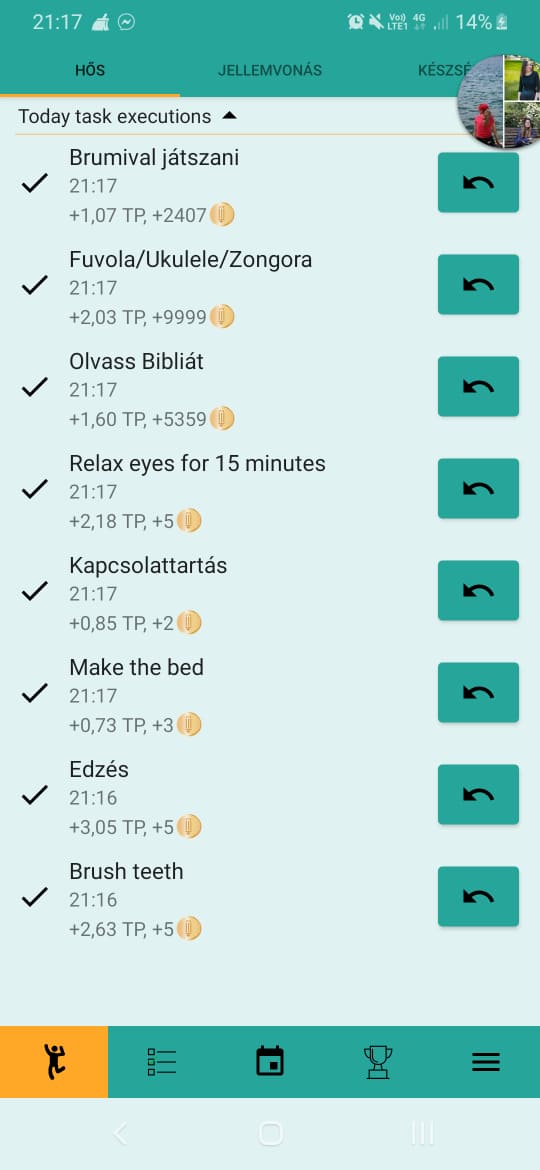 21:17
Vo)) LTE1 4G 14%
HŐS JELLEMVONÁS KÉSZSÉ
Today task executions
Brumival játszani
21:17
+1,07 TP, +2407
Fuvola/Ukulele/Zongora
21:17
+2,03 TP, +9999
Olvass Bibliát
21:17
+1,60 TP, +5359
Relax eyes for 15 minutes
21:17
+2,18 TP, +5
Kapcsolattartás
21:17
+0,85 TP, +2
Make the bed
21:17
+0,73 TP, +3
Edzés
21:16
+3,05 TP, +5
Brush teeth
21:16
+2,63 TP, +5